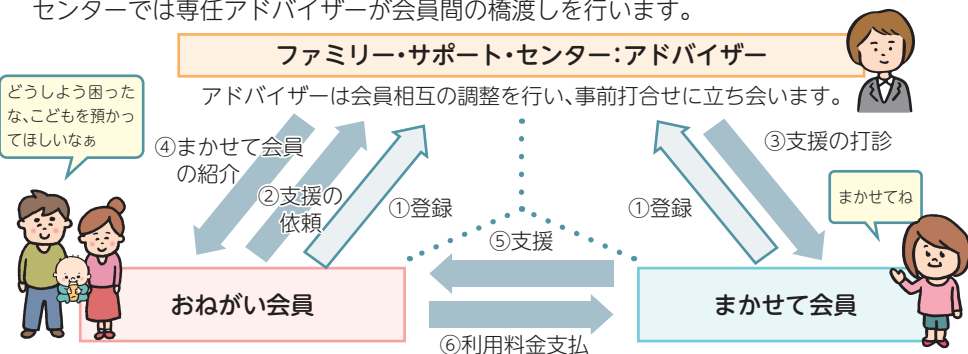 センターでは専任アドバイザーが会員間の橋渡しを行います。
ファミリー・サポート・センター：アドバイザー
アドバイザーは会員相互の調整を行い、事前打合せに立ち会います。
どうしよう困った
な、こどもを預かっ
てほしいなぁ
④まかせて会員
の紹介
②支援の
依頼
①登録
①登録
③支援の打診
まかせてね
⑤支援
おねがい会員
まかせて会員
⑥利用料金支払